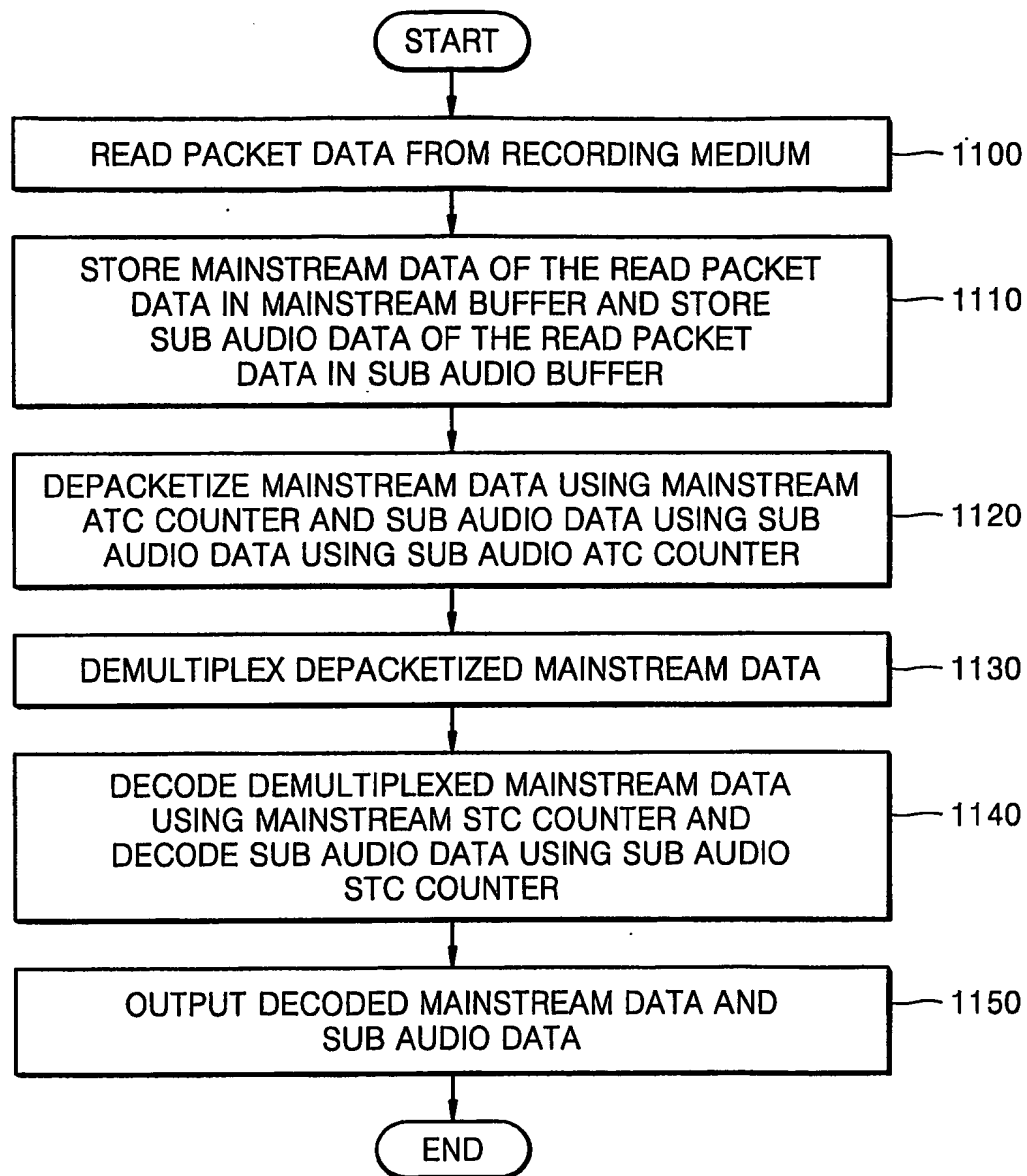 START
READ PACKET DATA FROM RECORDING MEDIUM
1100
STORE MAINSTREAM DATA OF THE READ PACKET
DATA IN MAINSTREAM BUFFER AND STORE
SUB AUDIO DATA OF THE READ PACKET
DATA IN SUB AUDIO BUFFER
1110
DEPACKETIZE MAINSTREAM DATA USING MAINSTREAM
ATC COUNTER AND SUB AUDIO DATA USING SUB
AUDIO DATA USING SUB AUDIO ATC COUNTER
1120
DEMULTIPLEX DEPACKETIZED MAINSTREAM DATA
1130
DECODE DEMULTIPLEXED MAINSTREAM DATA
USING MAINSTREAM STC COUNTER AND
DECODE SUB AUDIO DATA USING SUB AUDIO
STC COUNTER
1140
OUTPUT DECODED MAINSTREAM DATA AND
SUB AUDIO DATA
1150
END